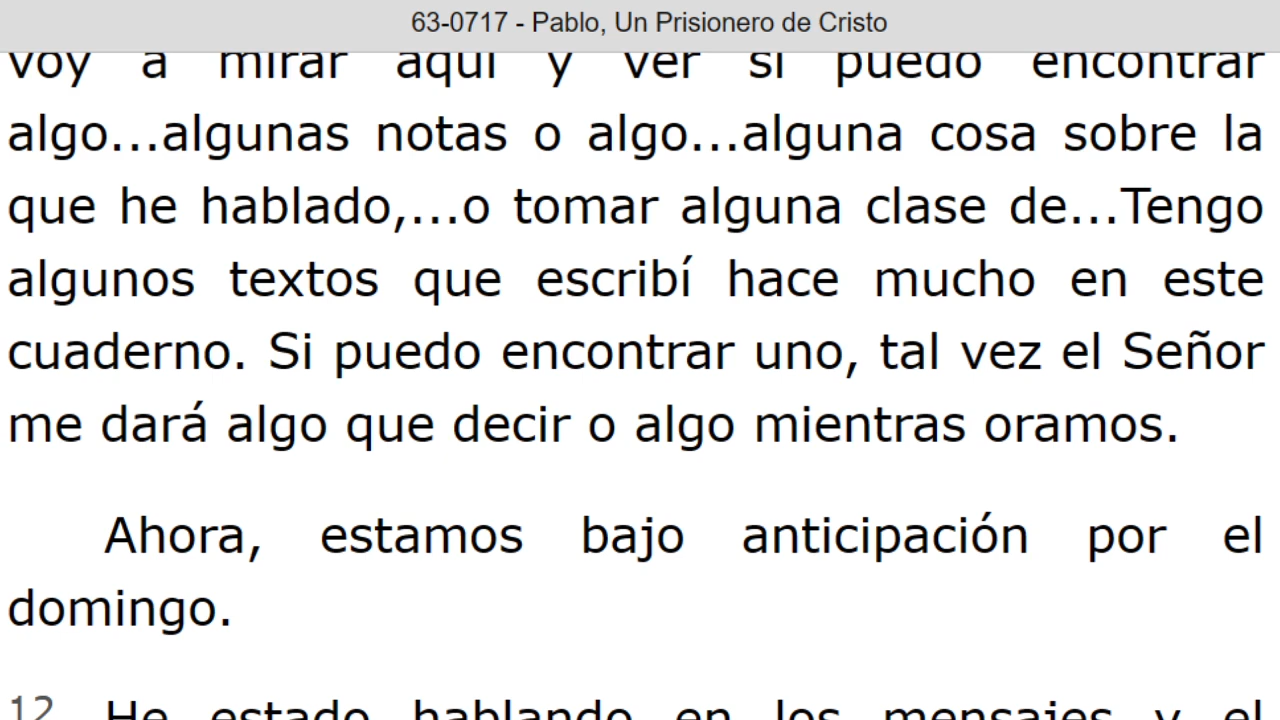 63-0717 - Pablo, Un Prisionero de Cristo
voy a mirar aquí y ver si puedo encontrar
algo...algunas notas o algo...alguna cosa sobre la
que he hablado,...o tomar alguna clase de...Tengo
algunos textos que escribí hace mucho en este
cuaderno. Si puedo encontrar uno, tal vez el Señor
me dará algo que decir o algo mientras oramos.
Ahora, estamos bajo anticipación por el
domingo.
12 He estado hablando en los mensajes y el